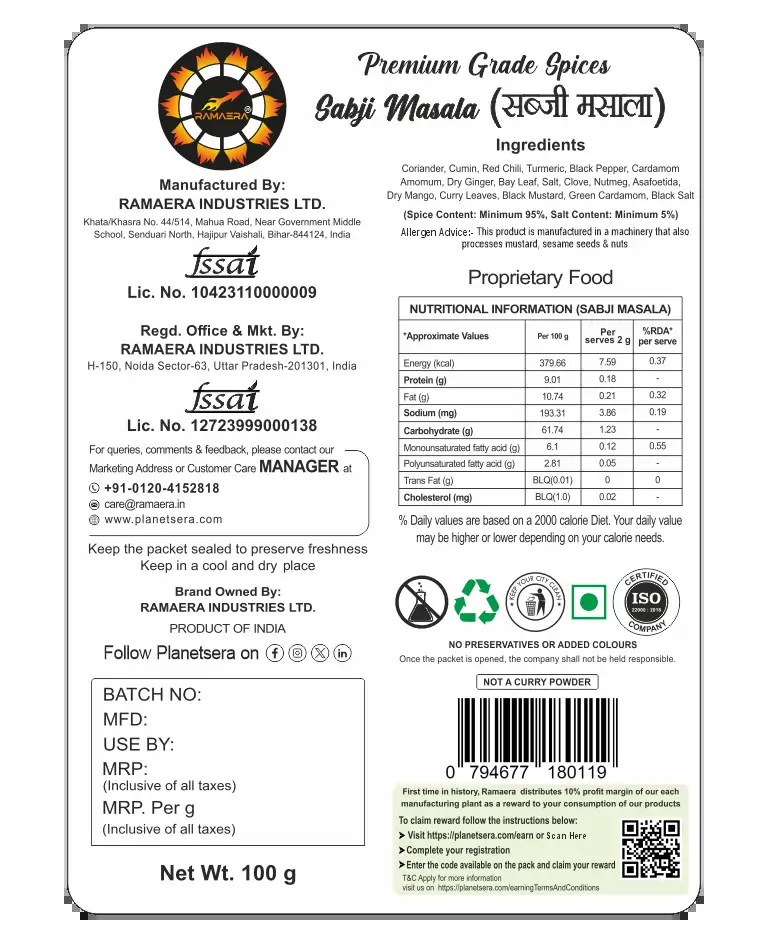 RAMAERA ®
Manufactured By:
RAMAERA INDUSTRIES LTD.
Khata/Khasra No. 44/514, Mahua Road, Near Government Middle
School, Senduari North, Hajipur Vaishali, Bihar-844124, India
fssai
Lic. No. 10423110000009
Regd. Office & Mkt. By:
RAMAERA INDUSTRIES LTD.
H-150, Noida Sector-63, Uttar Pradesh-201301, India
fssai
Lic. No. 12723999000138
For queries, comments & feedback, please contact our
Marketing Address or Customer Care MANAGER at
+91-0120-4152818
care@ramaera.in
www.planetsera.com
Keep the packet sealed to preserve freshness
Keep in a cool and dry place
Brand Owned By:
RAMAERA INDUSTRIES LTD.
PRODUCT OF INDIA
Follow Planetsera on
BATCH NO:
MFD:
USE BY:
MRP:
(Inclusive of all taxes)
MRP. Per g
(Inclusive of all taxes)
Net Wt. 100 g
Premium Grade Spices
Sabji Masala (सब्जी मसाला)
Ingredients
Coriander, Cumin, Red Chili, Turmeric, Black Pepper, Cardamom
Amomum, Dry Ginger, Bay Leaf, Salt, Clove, Nutmeg, Asafoetida,
Dry Mango, Curry Leaves, Black Mustard, Green Cardamom, Black Salt
(Spice Content: Minimum 95%, Salt Content: Minimum 5%)
Allergen Advice:- This product is manufactured in a machinery that also
processes mustard, sesame seeds & nuts
Proprietary Food
NUTRITIONAL INFORMATION (SABJI MASALA)
*Approximate Values Per 100 g Per serves 2 g %RDA* per serve
Energy (kcal) 379.66 7.59 0.37
Protein (g) 9.01 0.18 -
Fat (g) 10.74 0.21 0.32
Sodium (mg) 193.31 3.86 0.19
Carbohydrate (g) 61.74 1.23 -
Monounsaturated fatty acid (g) 6.1 0.12 0.55
Polyunsaturated fatty acid (g) 2.81 0.05 -
Trans Fat (g) BLQ(0.01) 0 0
Cholesterol (mg) BLQ(1.0) 0.02 -
% Daily values are based on a 2000 calorie Diet. Your daily value
may be higher or lower depending on your calorie needs.
KEEP YOUR CITY CLEAN
CERTIFIED
ISO
22000 : 2018
COMPANY
NO PRESERVATIVES OR ADDED COLOURS
Once the packet is opened, the company shall not be held responsible.
NOT A CURRY POWDER
0 794677 180119
First time in history, Ramaera distributes 10% profit margin of our each
manufacturing plant as a reward to your consumption of our products
To claim reward follow the instructions below:
Visit https://planetsera.com/earn or Scan Here
Complete your registration
Enter the code available on the pack and claim your reward
T&C Apply for more information
visit us on https://planetsera.com/earningTermsAndConditions